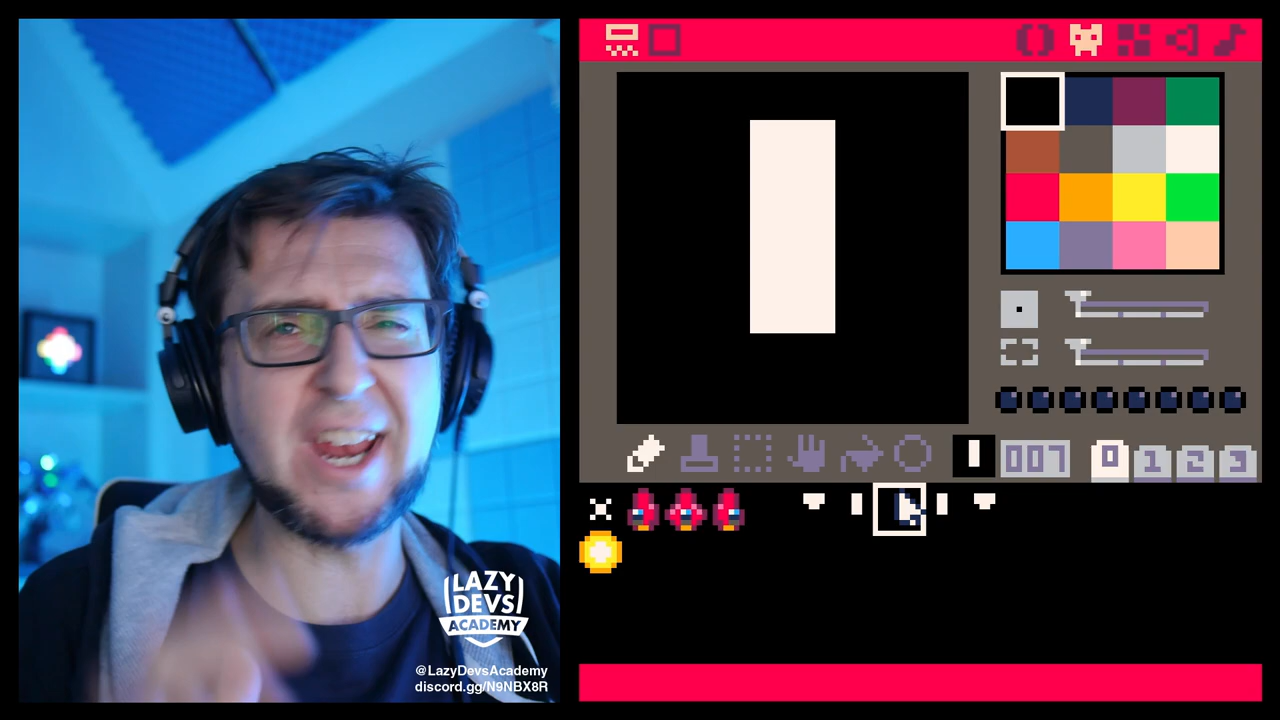 LAZY
DEVS
ACADEMY
@LazyDevsAcademy
discord.gg/N9NBX8R
007
0 1 2 3